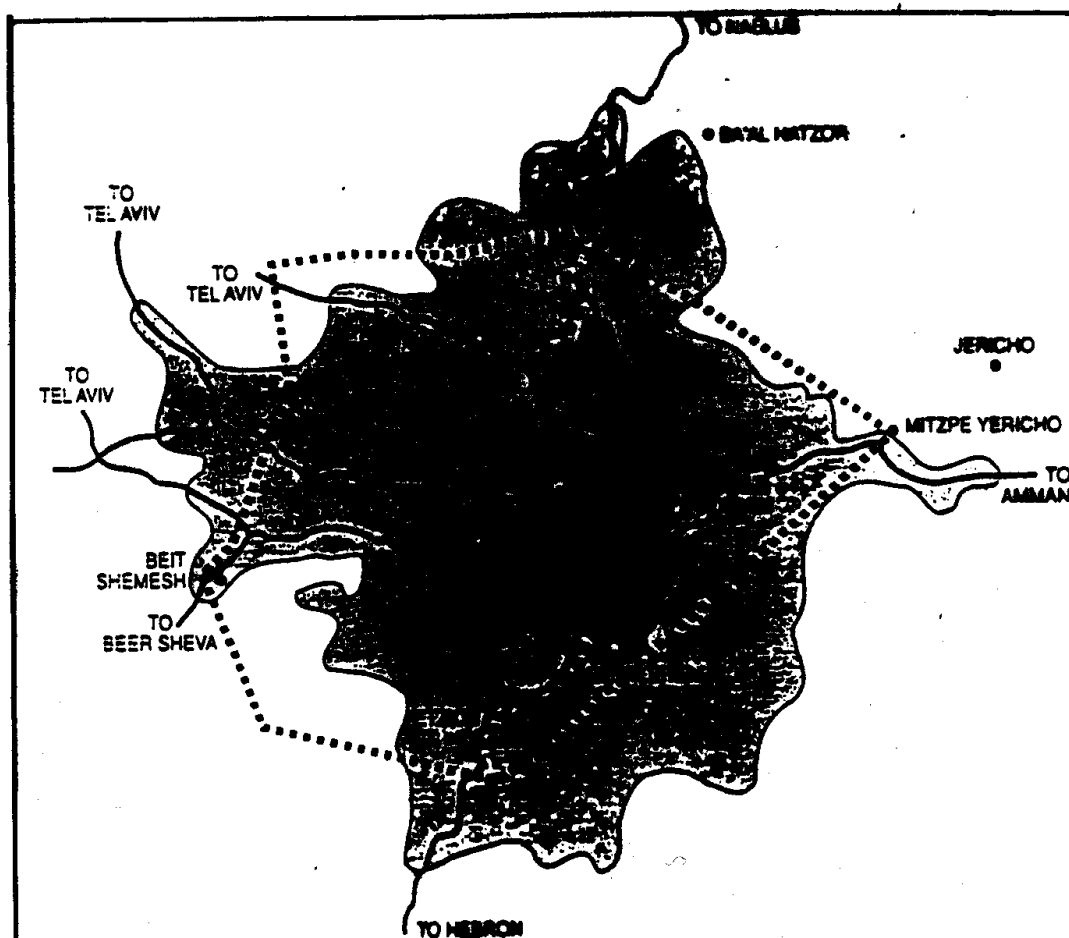 TO NABLUS
BA'AL HATZOR
TO
TEL AVIV
TO
TEL AVIV
JERICHO
TO
TEL AVIV
MITZPE YERICHO
TO
AMMAN
BEIT
SHEMESH
TO
BEER SHEVA
TO HEBRON